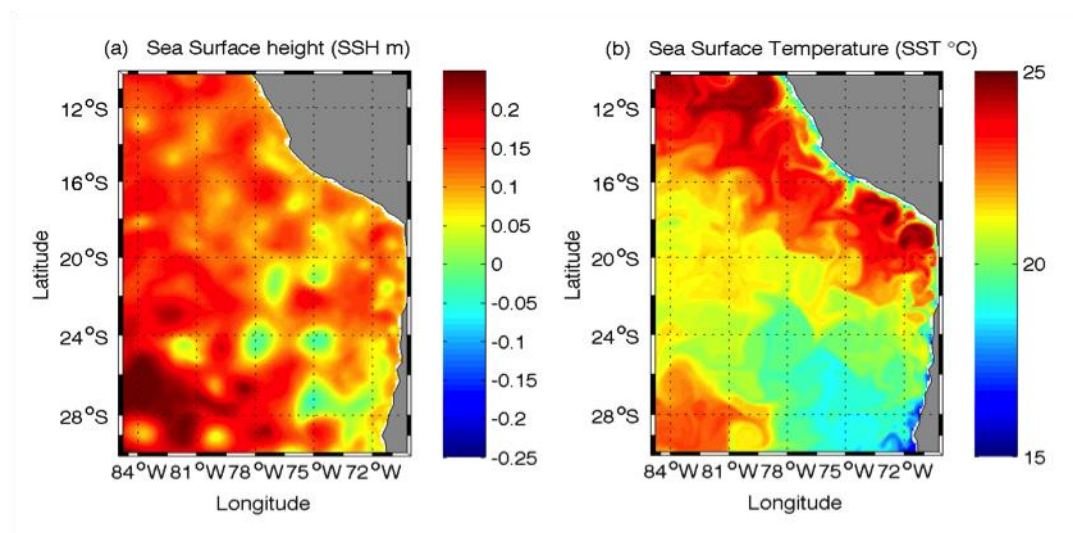 (a) Sea Surface height (SSH m)
12°S
16°S
20°S
24°S
28°S
Latitude
84°W 81°W 78°W 75°W 74°W 72°W
Longitude
0.2
0.15
0.1
0.05
0
-0.05
-0.1
-0.15
-0.2
-0.25
(b) Sea Surface Temperature (SST °C)
12°S
16°S
20°S
24°S
28°S
Latitude
84°W 81°W 78°W 75°W 72°W
Longitude
25
20
15